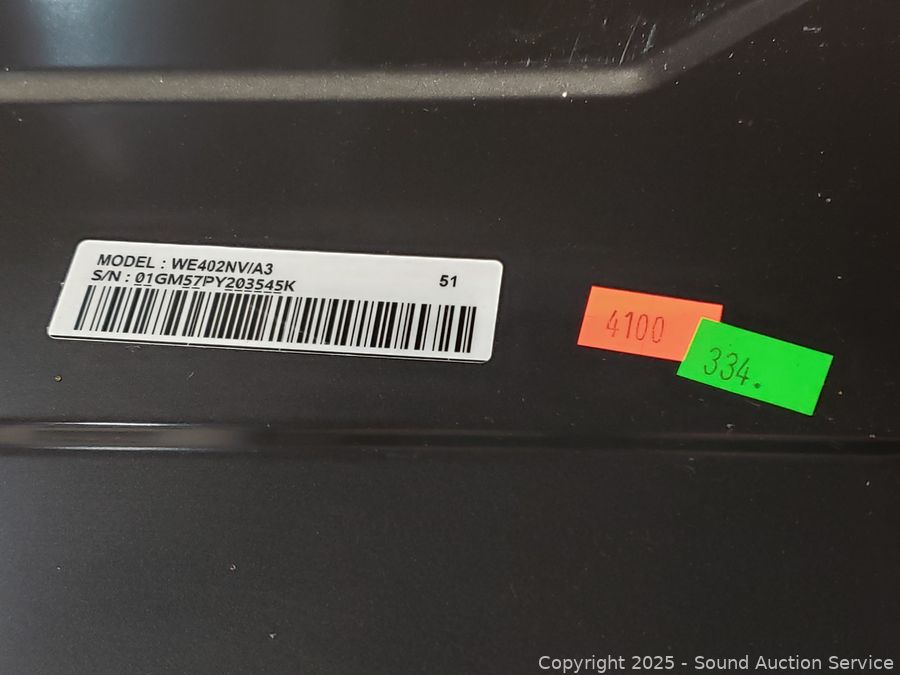 MODEL : WE402NV/A3
S/N : 01GM57PY203545K
51
4100
334.
Copyright 2025 - Sound Auction Service